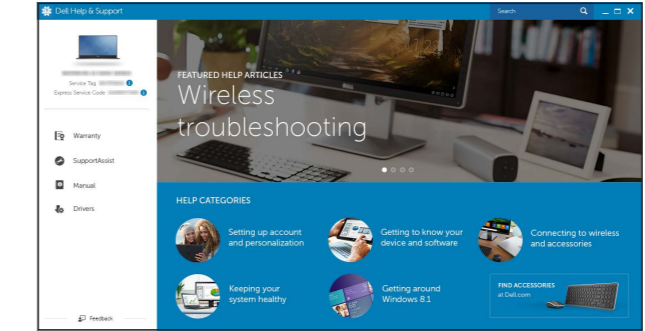 Dell Help & Support
Search
Service Tag
Express Service Code
Warranty
SupportAssist
Manual
Drivers
Feedback
FEATURED HELP ARTICLES
Wireless
troubleshooting
HELP CATEGORIES
Setting up account
and personalization
Getting to know your
device and software
Connecting to wireless
and accessories
Keeping your
system healthy
Getting around
Windows 8.1
FIND ACCESSORIES
at Dell.com